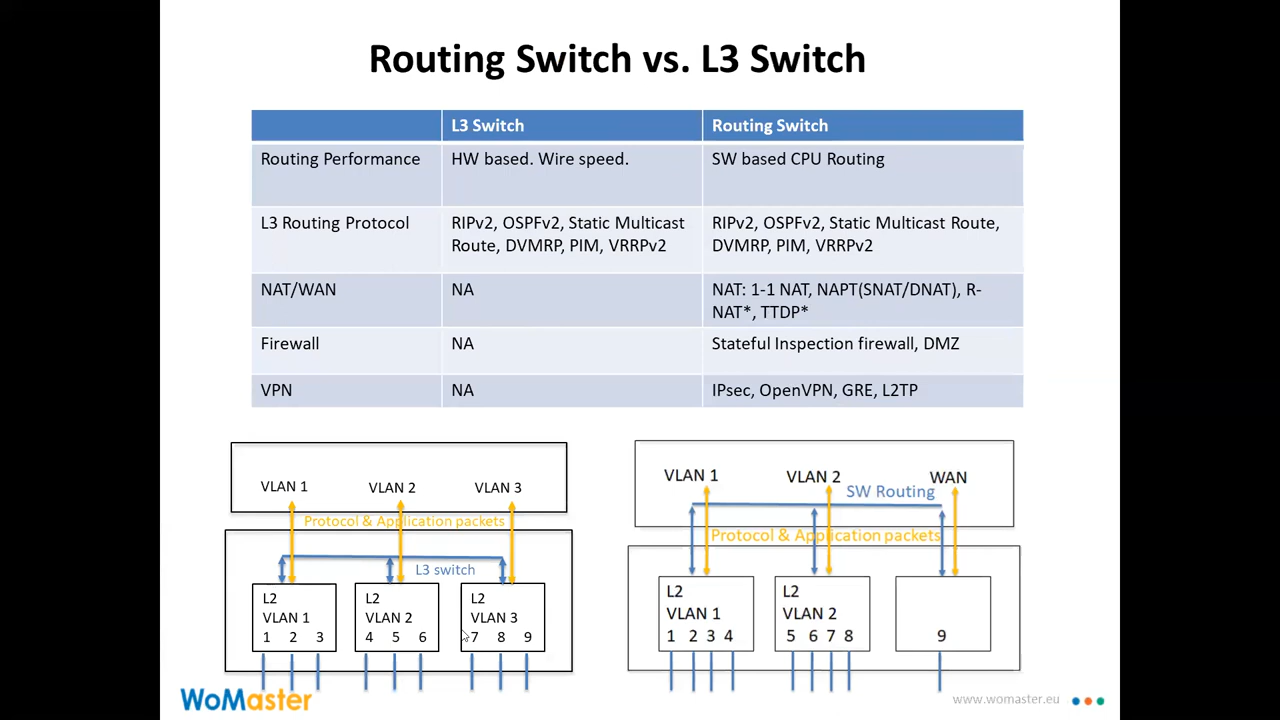 Routing Switch vs. L3 Switch
L3 Switch
Routing Switch
Routing Performance
HW based. Wire speed.
SW based CPU Routing
L3 Routing Protocol
RIPv2, OSPFv2, Static Multicast
Route, DVMRP, PIM, VRRPv2
RIPv2, OSPFv2, Static Multicast Route,
DVMRP, PIM, VRRPv2
NAT/WAN
NA
NAT: 1-1 NAT, NAPT(SNAT/DNAT), R-
NAT*, TTDP*
Firewall
NA
Stateful Inspection firewall, DMZ
VPN
NA
IPsec, OpenVPN, GRE, L2TP
VLAN 1
VLAN 2
VLAN 3
Protocol & Application packets
L3 switch
L2
VLAN 1
1 2 3
L2
VLAN 2
4 5 6
L2
VLAN 3
7 8 9
VLAN 1
VLAN 2
WAN
SW Routing
Protocol & Application packets
L2
VLAN 1
1 2 3 4
L2
VLAN 2
5 6 7 8
9
WoMaster
www.womaster.eu